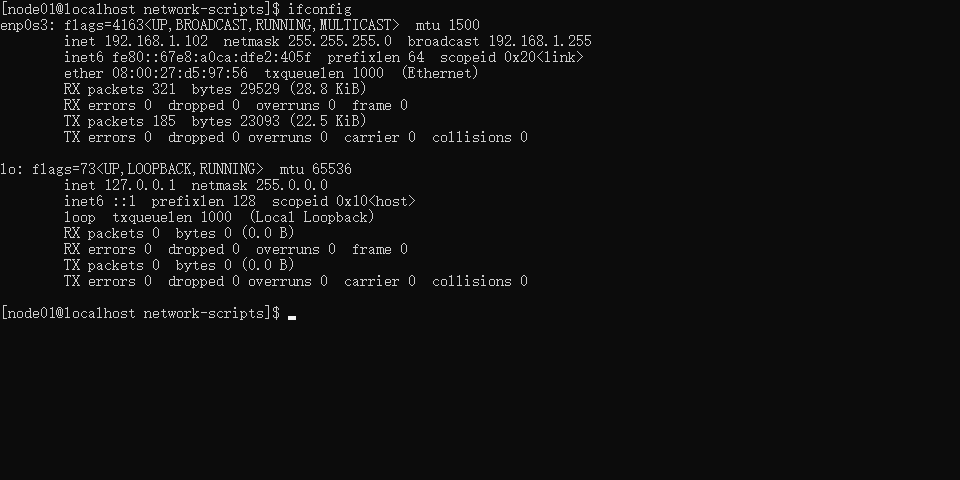 [node01@localhost network-scripts]$ ifconfig
enp0s3: flags=4163<UP,BROADCAST,RUNNING,MULTICAST>  mtu 1500
        inet 192.168.1.102  netmask 255.255.255.0  broadcast 192.168.1.255
        inet6 fe80::67e8:a0ca:dfe2:405f  prefixlen 64  scopeid 0x20<link>
        ether 08:00:27:d5:97:56  txqueuelen 1000  (Ethernet)
        RX packets 321  bytes 29529 (28.8 KiB)
        RX errors 0  dropped 0  overruns 0  frame 0
        TX packets 185  bytes 23093 (22.5 KiB)
        TX errors 0  dropped 0 overruns 0  carrier 0  collisions 0

lo: flags=73<UP,LOOPBACK,RUNNING>  mtu 65536
        inet 127.0.0.1  netmask 255.0.0.0
        inet6 ::1  prefixlen 128  scopeid 0x10<host>
        loop  txqueuelen 1000  (Local Loopback)
        RX packets 0  bytes 0 (0.0 B)
        RX errors 0  dropped 0  overruns 0  frame 0
        TX packets 0  bytes 0 (0.0 B)
        TX errors 0  dropped 0 overruns 0  carrier 0  collisions 0

[node01@localhost network-scripts]$